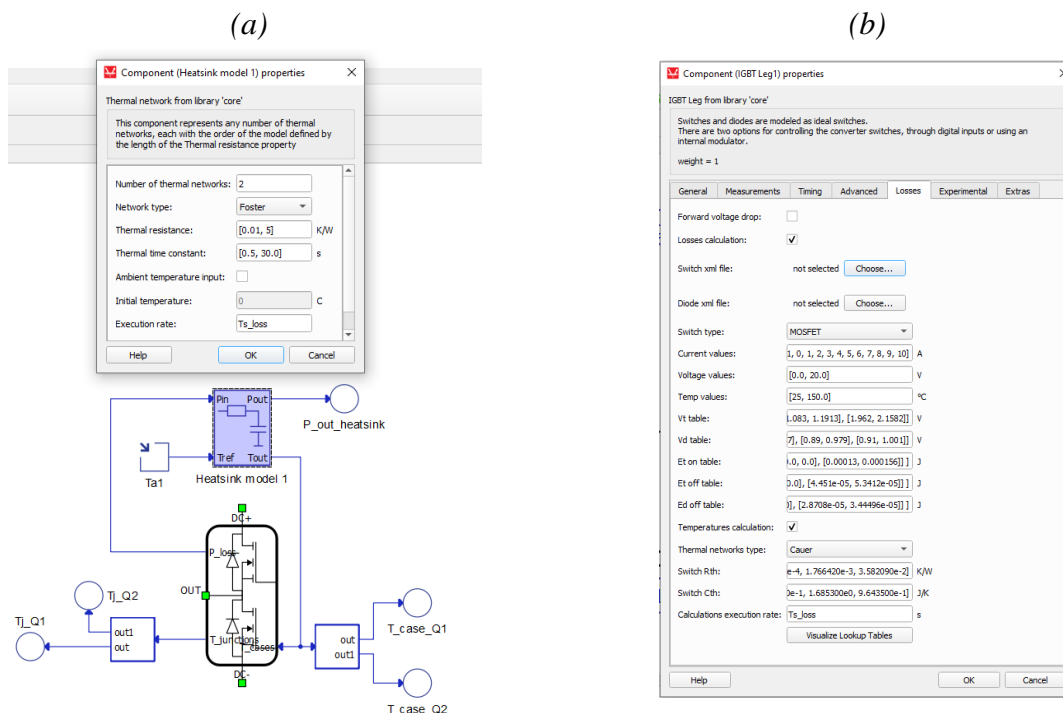 (a)
(b)
Component (Heatsink model 1) properties
Thermal network from library 'core'
This component represents any number of thermal
networks, each with the order of the model defined by
the length of the Thermal resistance property
Number of thermal networks: 2
Network type: Foster
Thermal resistance: [0.01, 5] K/W
Thermal time constant: [0.5, 30.0] s
Ambient temperature input:
Initial temperature: 0 C
Execution rate: Ts_loss
Help OK Cancel
Pin Pout
P_out_heatsink
Tref Tout
Ta1
Heatsink model 1
DC+
P_loss
OUT
Tj_Q2
Tj_Q1
out1
out
T_junctions
_cases
out
out1
T_case_Q1
DC-
T_case_Q2
Component (IGBT Leg1) properties
IGBT Leg from library 'core'
Switches and diodes are modeled as ideal switches.
There are two options for controlling the converter switches, through digital inputs or using an
internal modulator.
weight = 1
General Measurements Timing Advanced Losses Experimental Extras
Forward voltage drop:
Losses calculation:
Switch xml file: not selected Choose...
Diode xml file: not selected Choose...
Switch type: MOSFET
Current values: 1, 0, 1, 2, 3, 4, 5, 6, 7, 8, 9, 10] A
Voltage values: [0.0, 20.0] V
Temp values: [25, 150.0] ºC
Vt table: .083, 1.1913], [1.962, 2.1582]] V
Vd table: 7], [0.89, 0.979], [0.91, 1.001]] V
Et on table: .0, 0.0], [0.00013, 0.000156]] ] J
Et off table: 0.0], [4.451e-05, 5.3412e-05]] ] J
Ed off table: )], [2.8708e-05, 3.44496e-05]] ] J
Temperatures calculation:
Thermal networks type: Cauer
Switch Rth: e-4, 1.766420e-3, 3.582090e-2] K/W
Switch Cth: 0e-1, 1.685300e0, 9.643500e-1] J/K
Calculations execution rate: Ts_loss s
Visualize Lookup Tables
Help OK Cancel